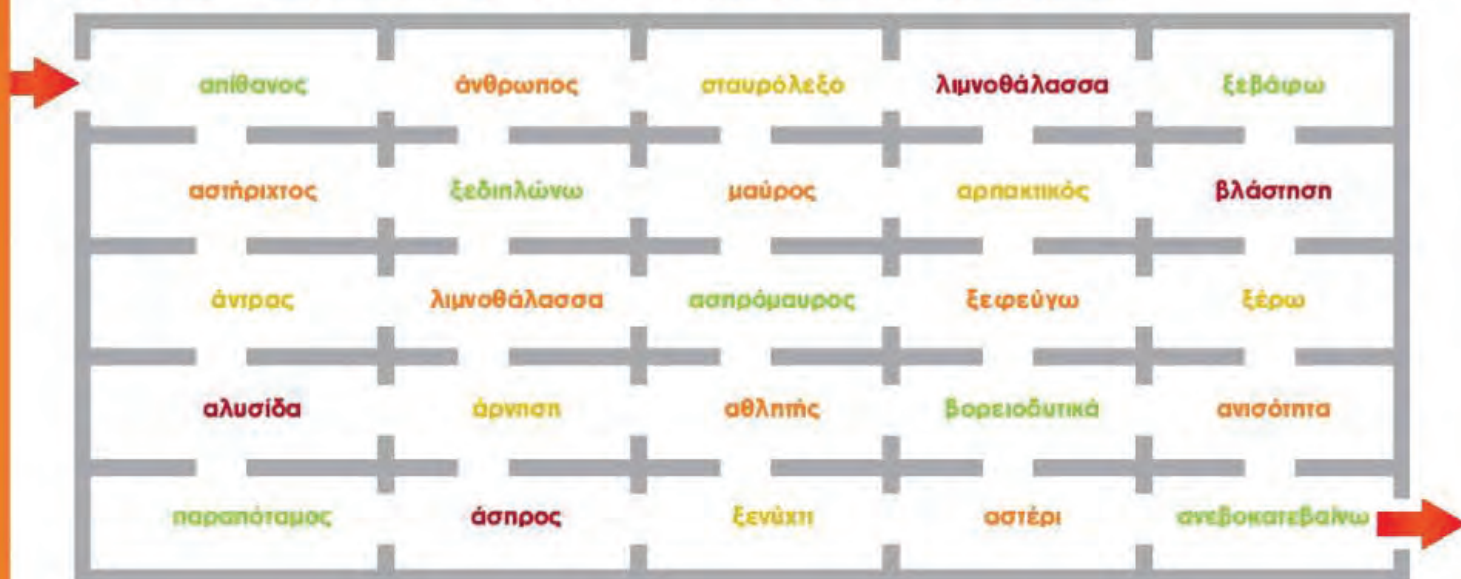 απίθανος άνθρωπος σταυρόλεξο λιμνοθάλασσα ξεβάφω
αστήριχτος ξεδιπλώνω μαύρος αρπακτικός βλάστηση
άντρας λιμνοθάλασσα ασπρόμαυρος ξεφεύγω ξέρω
αλυσίδα άρνηση αθλητής βορειοδυτικά ανισότητα
παραπόταμος άσπρος ξενύχτι αστέρι ανεβοκατεβαίνω